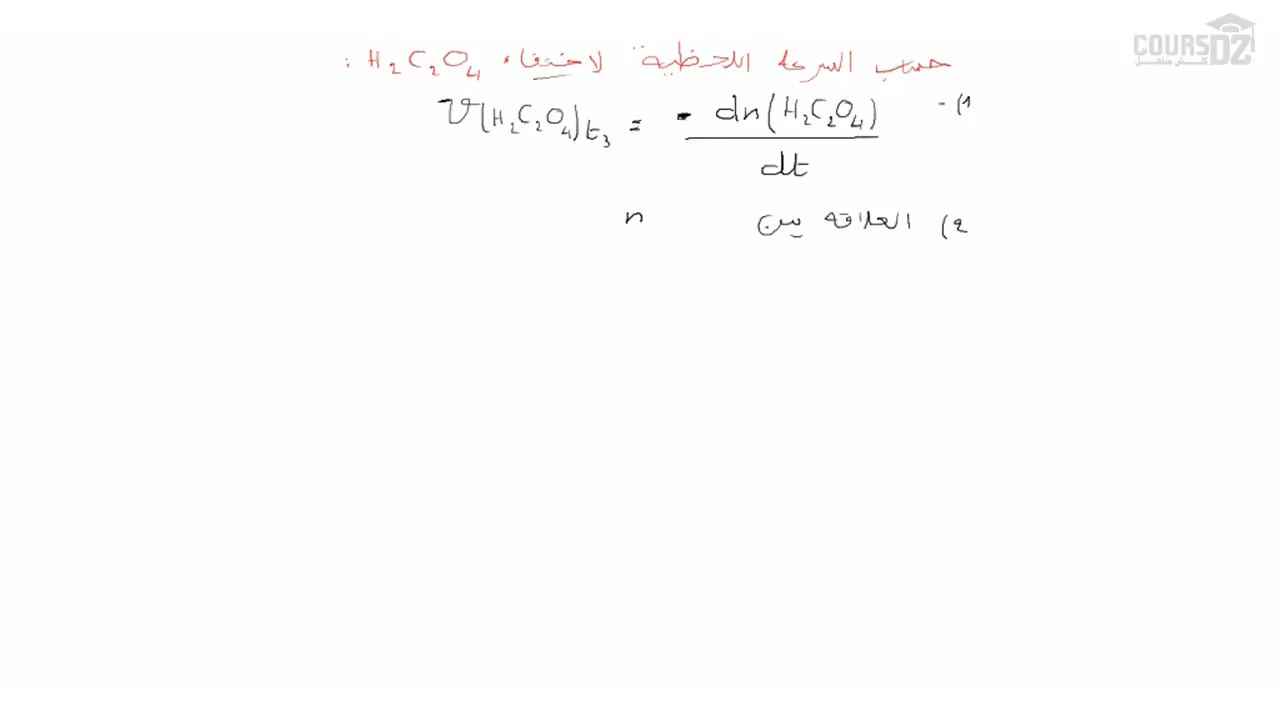 حساب السرعة اللحظية لاختفاء H₂C₂O₄ :
1) - v(H₂C₂O₄)t₃ = - dn(H₂C₂O₄) / dt
2) العلاقة بين n
COURSDZ